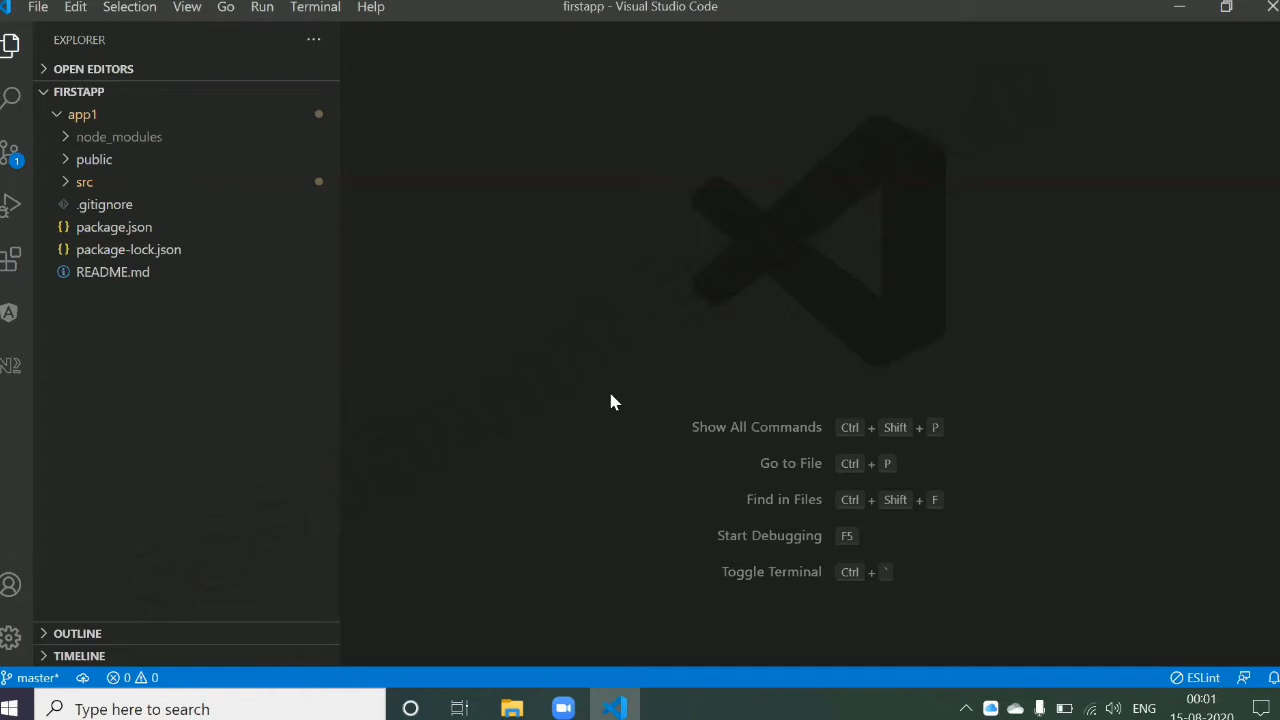 File Edit Selection View Go Run Terminal Help
firstapp - Visual Studio Code
EXPLORER
OPEN EDITORS
FIRSTAPP
app1
node_modules
public
src
.gitignore
{} package.json
{} package-lock.json
README.md
1
Show All Commands Ctrl + Shift + P
Go to File Ctrl + P
Find in Files Ctrl + Shift + F
Start Debugging F5
Toggle Terminal Ctrl + `
OUTLINE
TIMELINE
master* 0 0 ESLint
Type here to search
ENG
00:01
15-08-2020